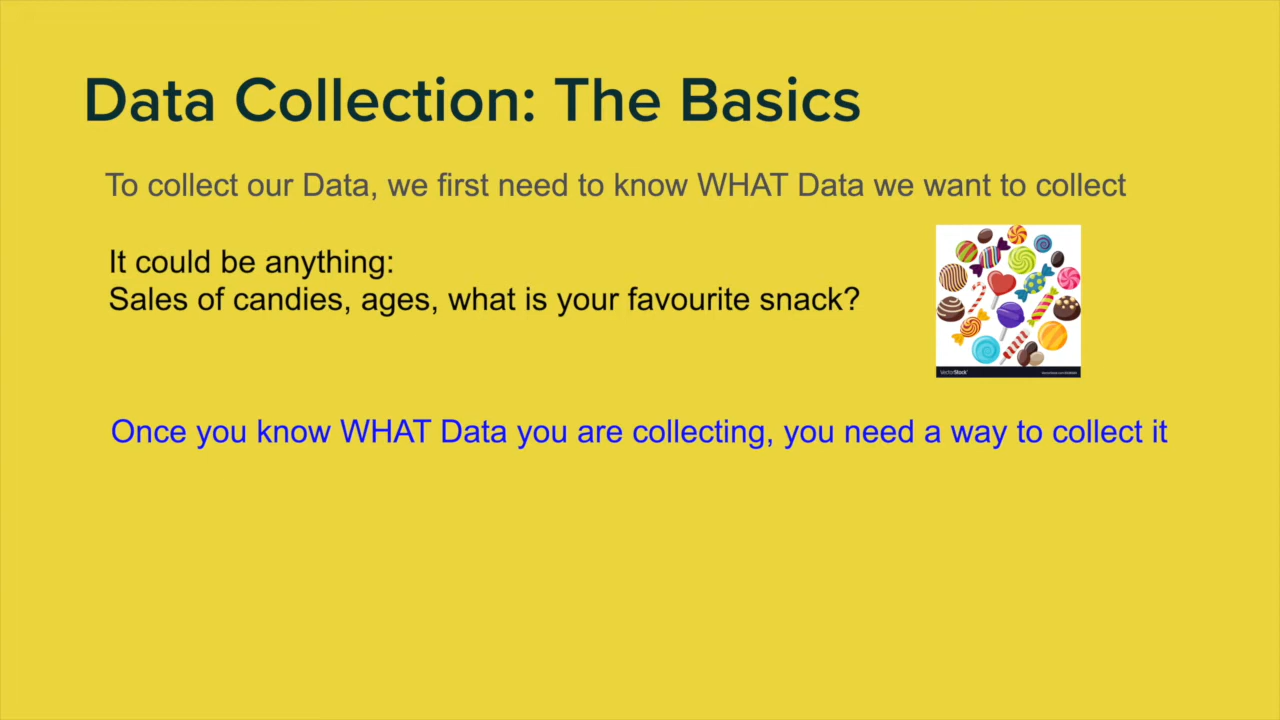 Data Collection: The Basics
To collect our Data, we first need to know WHAT Data we want to collect
It could be anything:
Sales of candies, ages, what is your favourite snack?
VectorStock
Once you know WHAT Data you are collecting, you need a way to collect it